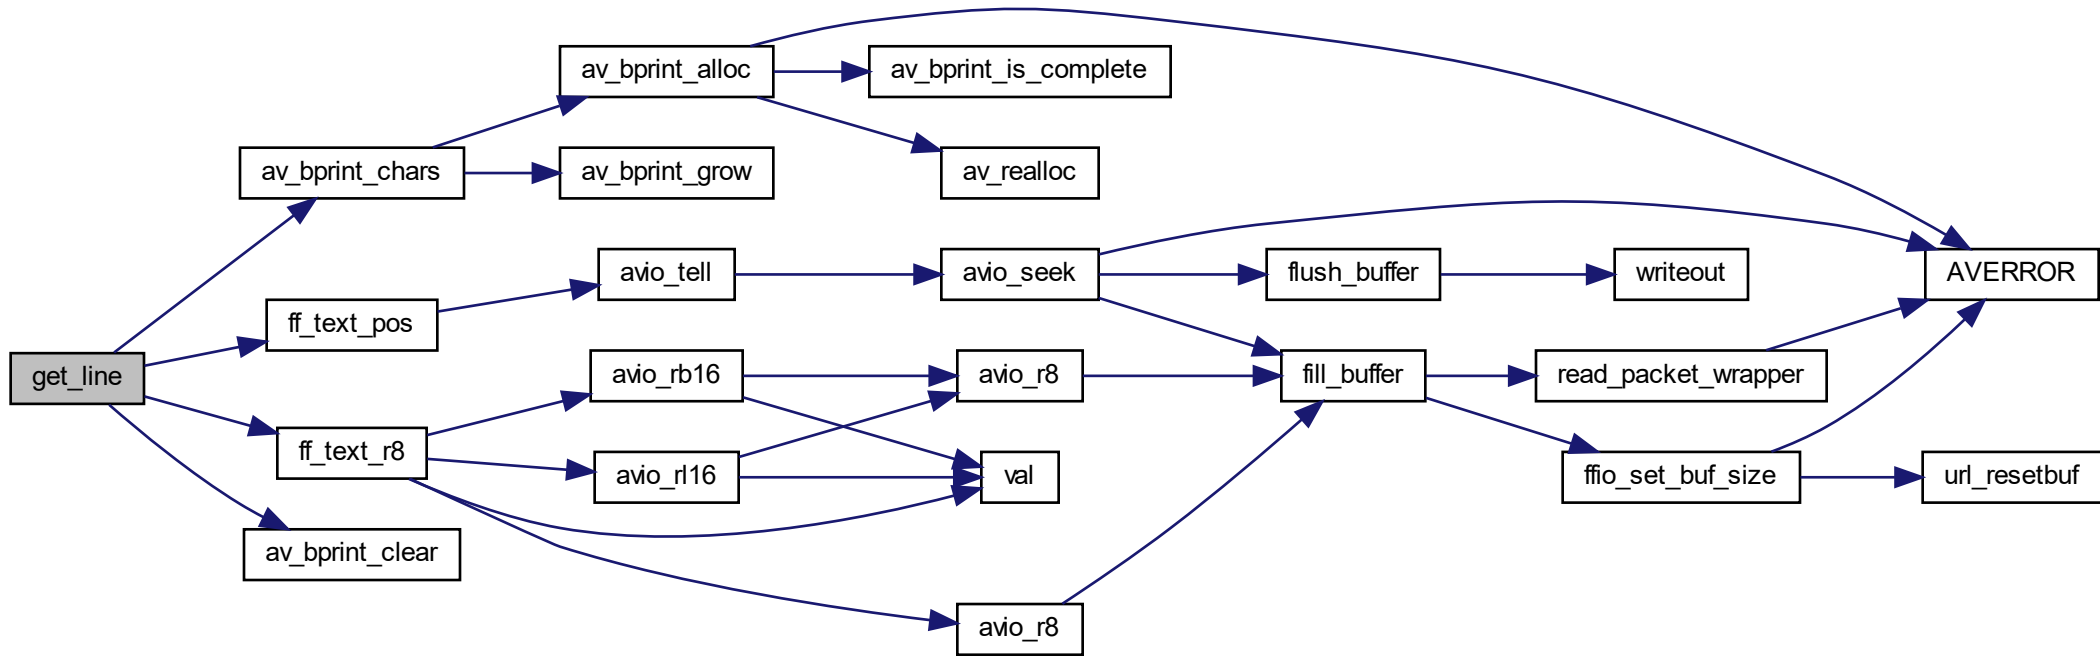 av_bprint_alloc
av_bprint_is_complete
av_bprint_chars
av_bprint_grow
av_realloc
avio_tell
avio_seek
flush_buffer
writeout
AVERROR
ff_text_pos
get_line
avio_rb16
avio_r8
fill_buffer
read_packet_wrapper
ff_text_r8
avio_rl16
val
ffio_set_buf_size
url_resetbuf
av_bprint_clear
avio_r8